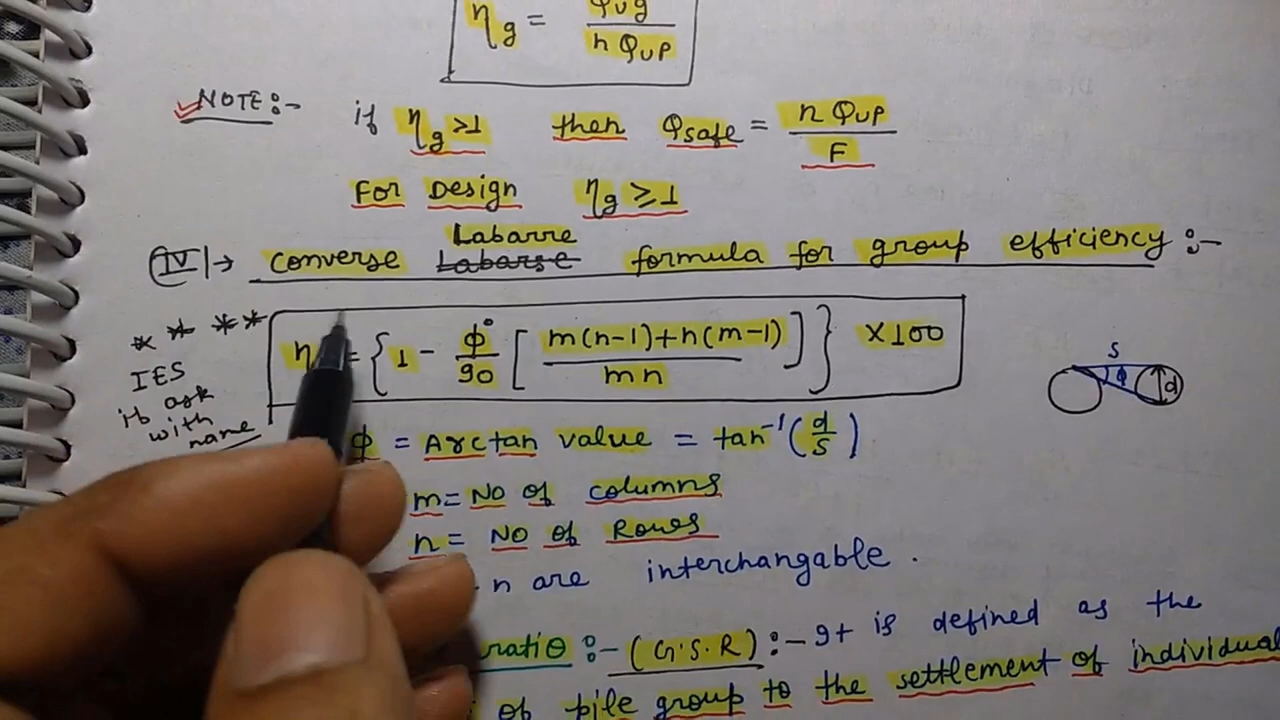 ηg = Qug / n Qup
NOTE:- if ηg >1 then Qsafe = n Qup / F
For Design ηg ≥ 1
(IV) → converse Labarre formula for group efficiency :-
**** IES if ask with name
η = { 1 - ϕ° / 90 [ m(n-1)+n(m-1) / mn ] } X100
S ϕ d
ϕ = Arctan value = tan⁻¹ (d/s)
m = No of columns
n = NO OF Rows
n are interchangable .
ratio :- (G.S.R) :- It is defined as the
of pile group to the settlement of individual